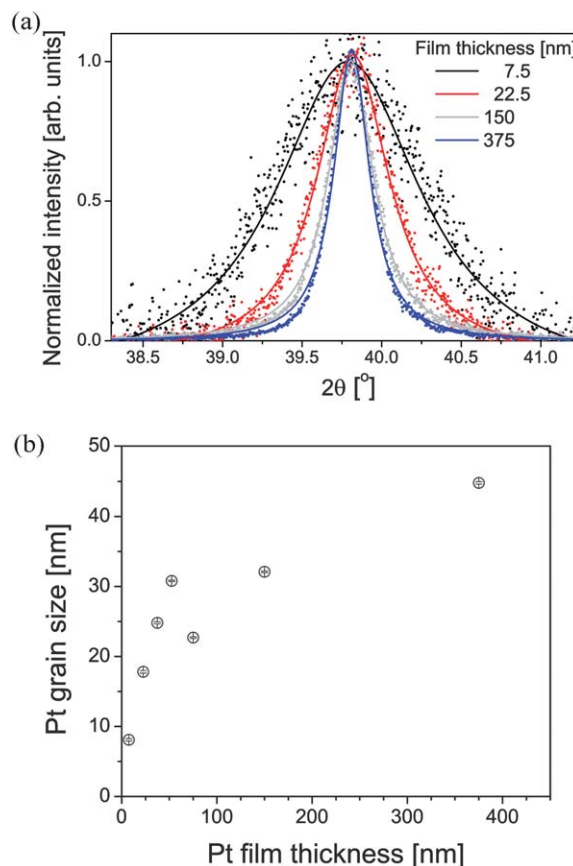 (a)
Normalized intensity [arb. units]
1.0
0.5
0.0
Film thickness [nm]
7.5
22.5
150
375
38.5 39.0 39.5 40.0 40.5 41.0
2θ [°]
(b)
Pt grain size [nm]
50
40
30
20
10
0
0 100 200 300 400
Pt film thickness [nm]